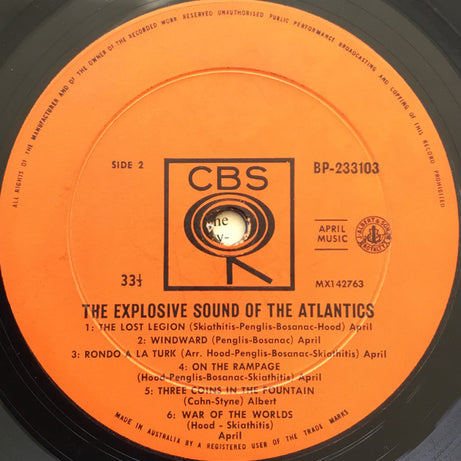 ALL RIGHTS OF THE MANUFACTURER AND OF THE OWNER OF THE RECORDED WORK RESERVED UNAUTHORISED PUBLIC PERFORMANCE BROADCASTING AND COPYING OF THIS RECORD PROHIBITED
SIDE 2
CBS
BP-233103
the
y-
APRIL
MUSIC
J. ALBERT & SON
33⅓
MX142763
THE EXPLOSIVE SOUND OF THE ATLANTICS
1: THE LOST LEGION (Skiathitis-Penglis-Bosanac-Hood) April
2: WINDWARD (Penglis-Bosanac) April
3: RONDO A LA TURK (Arr. Hood-Penglis-Bosanac-Skiathitis) April
4: ON THE RAMPAGE
(Hood-Penglis-Bosanac-Skiathitis) April
5: THREE COINS IN THE FOUNTAIN
(Cahn-Styne) Albert
6: WAR OF THE WORLDS
(Hood - Skiathitis)
April
MADE IN AUSTRALIA BY A REGISTERED USER OF THE TRADE MARKS